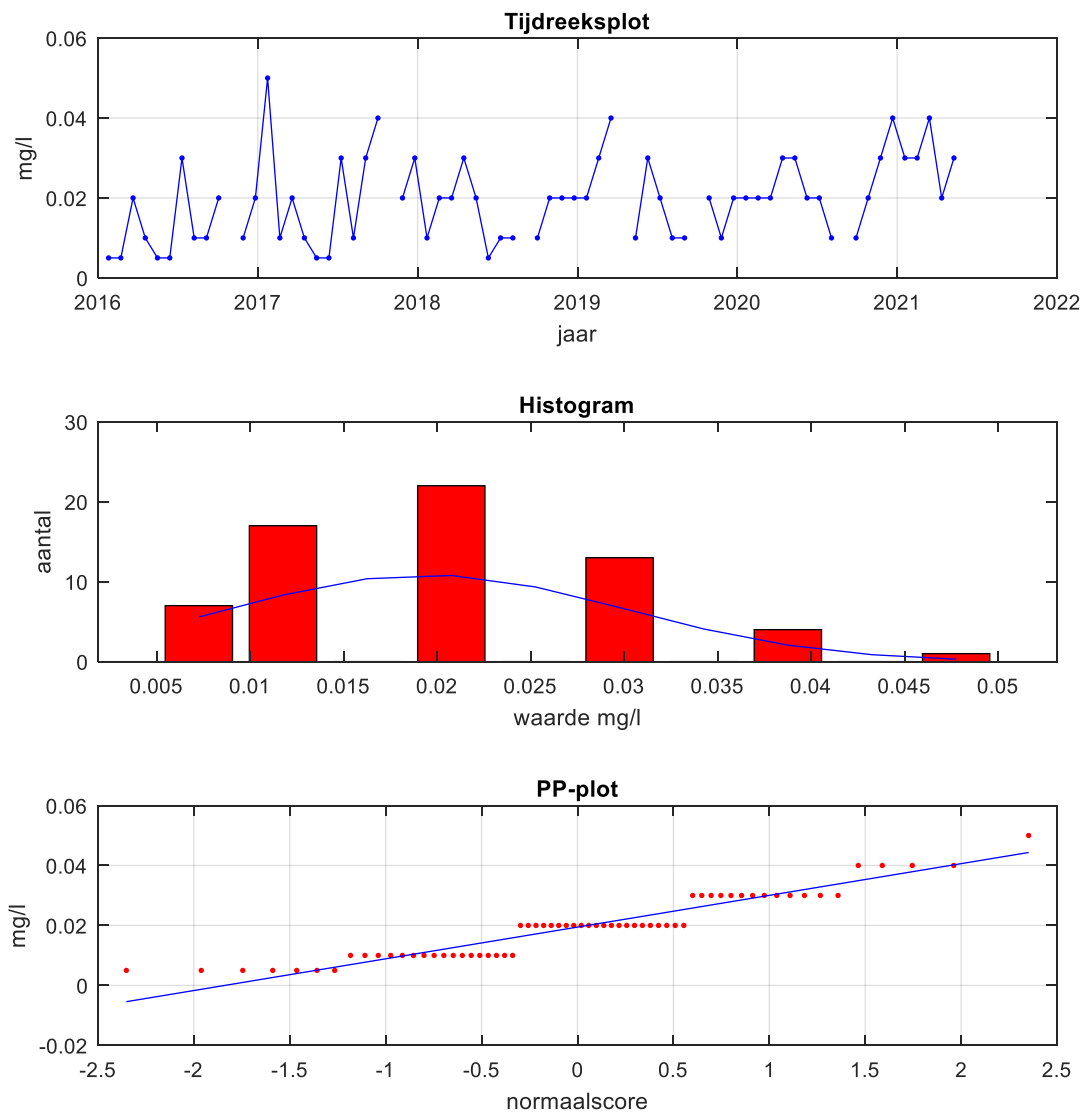 Tijdreeksplot
0.06
0.04
0.02
0
mg/l
2016 2017 2018 2019 2020 2021 2022
jaar
Histogram
30
20
10
0
aantal
0.005 0.01 0.015 0.02 0.025 0.03 0.035 0.04 0.045 0.05
waarde mg/l
PP-plot
0.06
0.04
0.02
0
-0.02
mg/l
-2.5 -2 -1.5 -1 -0.5 0 0.5 1 1.5 2 2.5
normaalscore